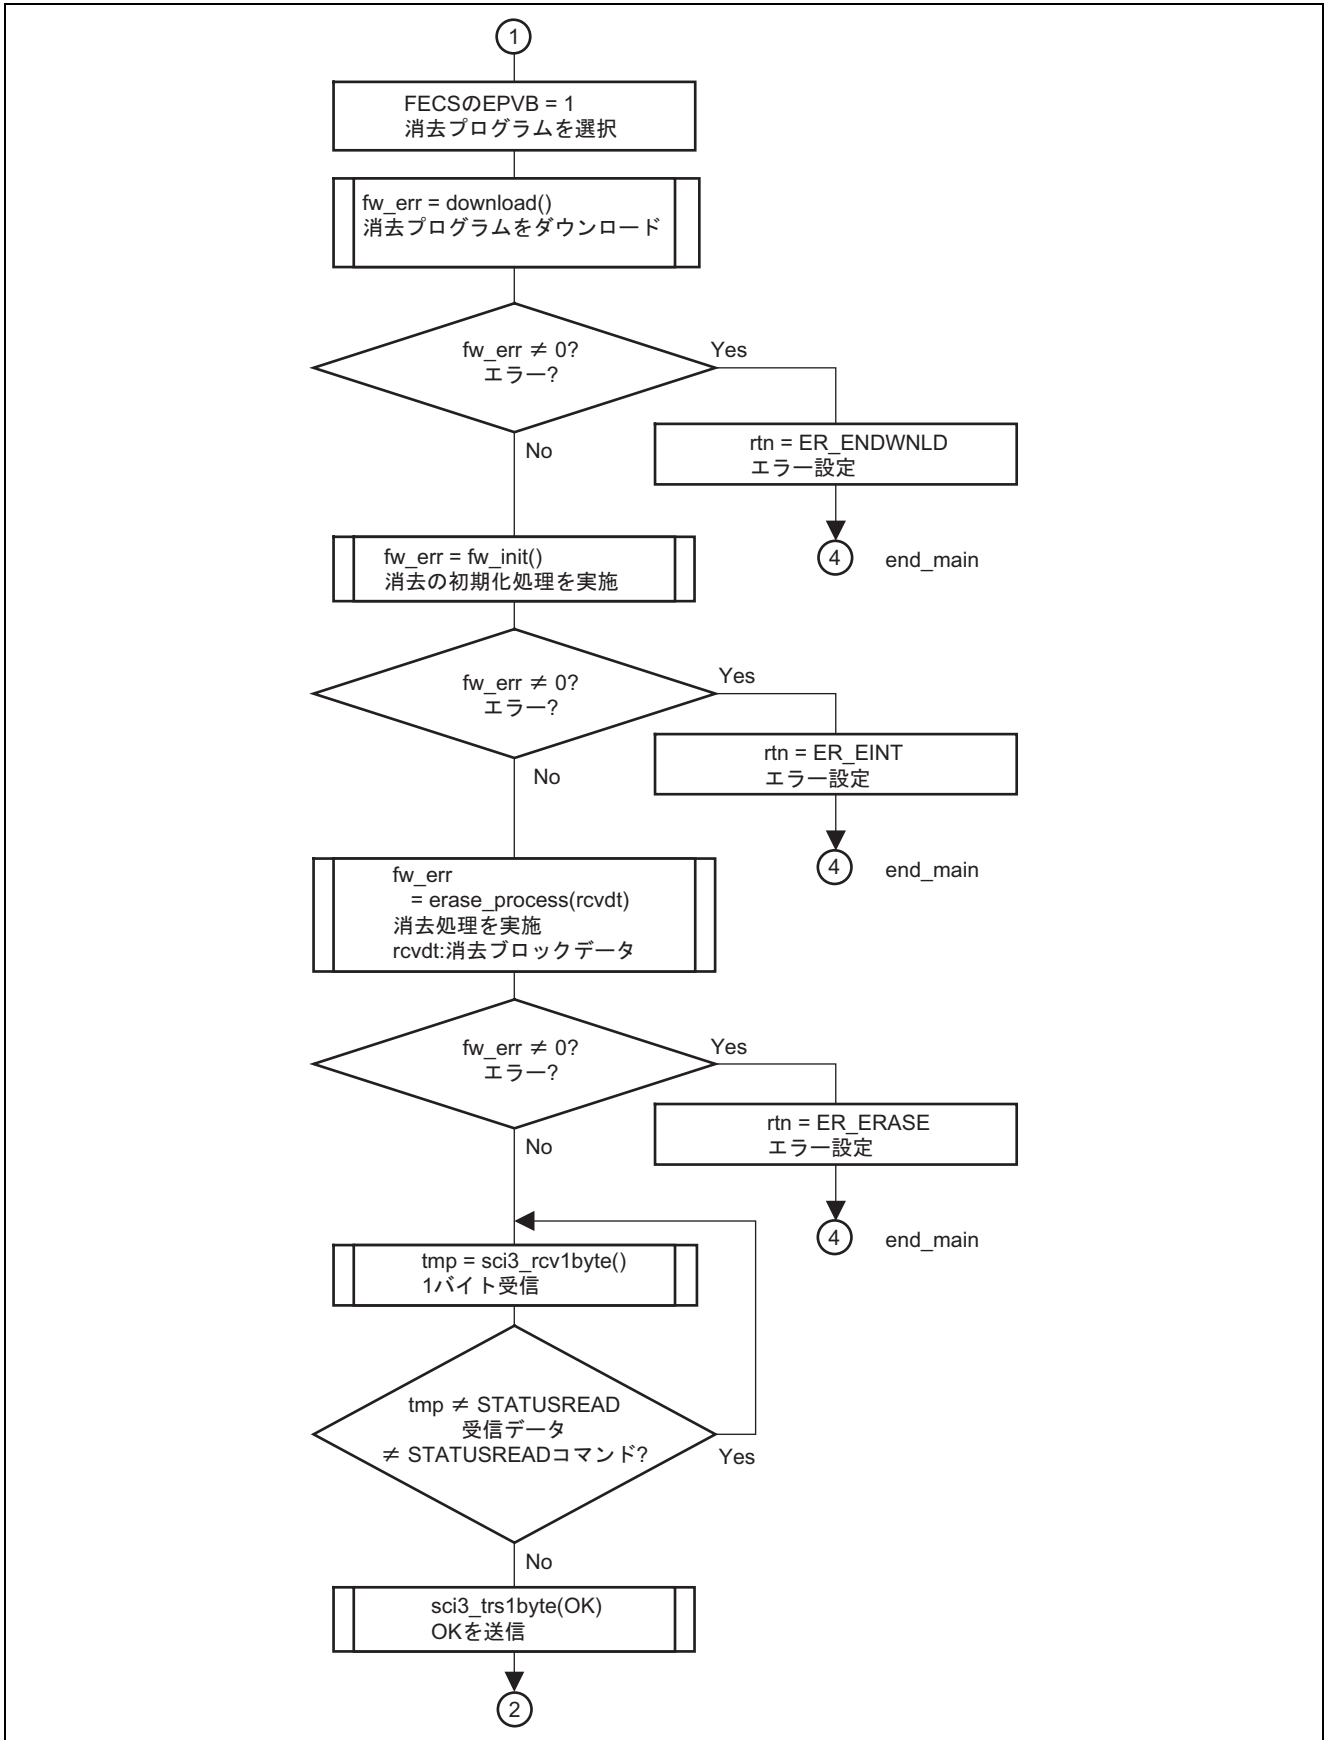 1
FECSのEPVB = 1
消去プログラムを選択
fw_err = download()
消去プログラムをダウンロード
fw_err ≠ 0?
エラー?
Yes
No
rtn = ER_ENDWNLD
エラー設定
4
end_main
fw_err = fw_init()
消去の初期化処理を実施
fw_err ≠ 0?
エラー?
Yes
No
rtn = ER_EINT
エラー設定
4
end_main
fw_err
= erase_process(rcvdt)
消去処理を実施
rcvdt:消去ブロックデータ
fw_err ≠ 0?
エラー?
Yes
No
rtn = ER_ERASE
エラー設定
4
end_main
tmp = sci3_rcv1byte()
1バイト受信
tmp ≠ STATUSREAD
受信データ
≠ STATUSREADコマンド?
Yes
No
sci3_trs1byte(OK)
OKを送信
2